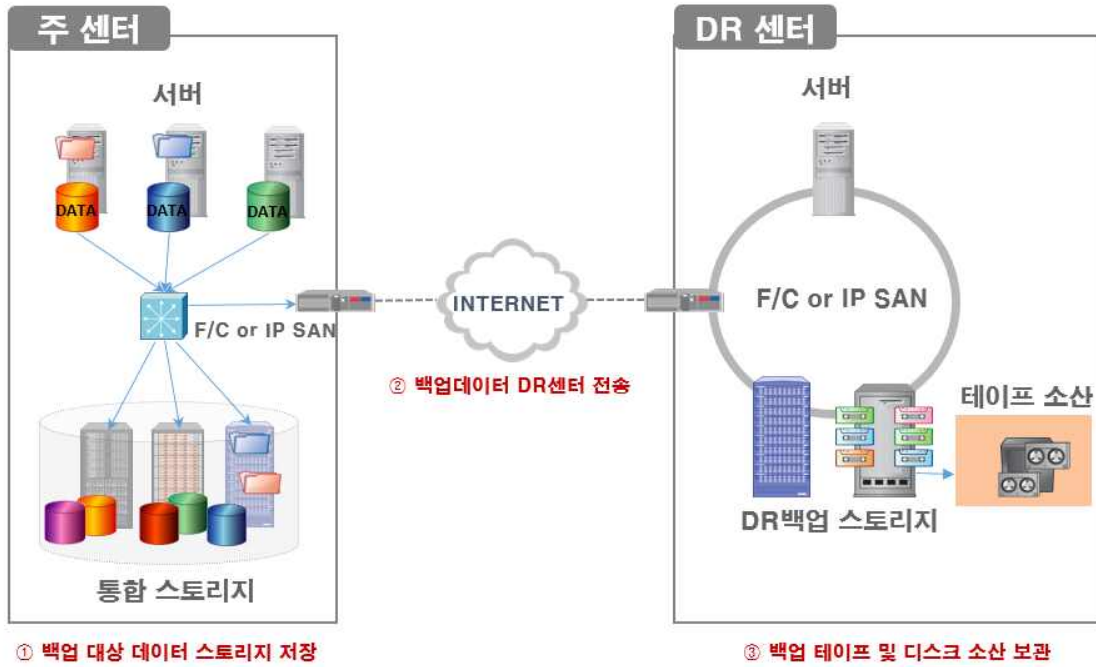 주 센터
서버
DATA
DATA
DATA
F/C or IP SAN
통합 스토리지
① 백업 대상 데이터 스토리지 저장
INTERNET
② 백업데이터 DR센터 전송
DR 센터
서버
F/C or IP SAN
DR백업 스토리지
테이프 소산
③ 백업 테이프 및 디스크 소산 보관